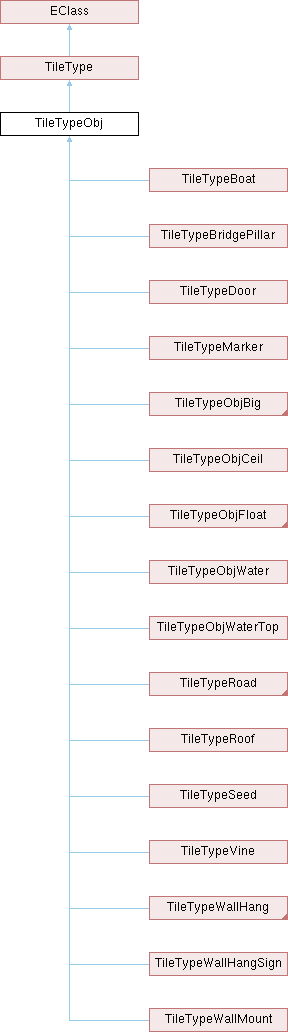 EClass
TileType
TileTypeObj
TileTypeBoat
TileTypeBridgePillar
TileTypeDoor
TileTypeMarker
TileTypeObjBig
TileTypeObjCeil
TileTypeObjFloat
TileTypeObjWater
TileTypeObjWaterTop
TileTypeRoad
TileTypeRoof
TileTypeSeed
TileTypeVine
TileTypeWallHang
TileTypeWallHangSign
TileTypeWallMount